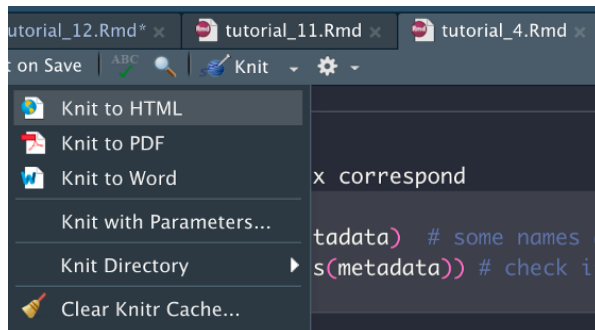 utorial_12.Rmd* × tutorial_11.Rmd × tutorial_4.Rmd ×
t on Save ABC Knit
Knit to HTML
Knit to PDF
Knit to Word
x correspond
Knit with Parameters...
tadata) # some names
Knit Directory
s(metadata)) # check i
Clear Knitr Cache...